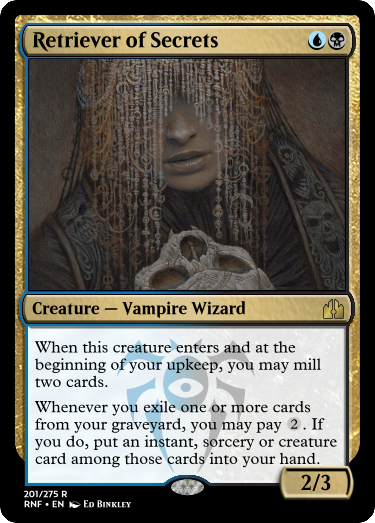 Retriever of Secrets
Creature — Vampire Wizard
When this creature enters and at the
beginning of your upkeep, you may mill
two cards.
Whenever you exile one or more cards
from your graveyard, you may pay 2. If
you do, put an instant, sorcery or creature
card among those cards into your hand.
2/3
201/275 R
RNF • EN Ed Binkley